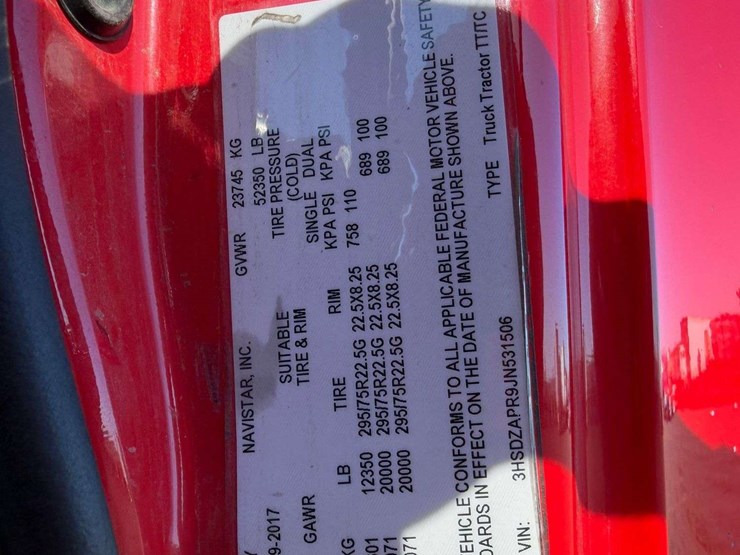 NAVISTAR, INC. GVWR 23745 KG
9-2017 52350 LB
SUITABLE TIRE PRESSURE
GAWR TIRE & RIM (COLD)
SINGLE DUAL
KG LB TIRE RIM KPA PSI KPA PSI
01 12350 295/75R22.5G 22.5X8.25 758 110
071 20000 295/75R22.5G 22.5X8.25 689 100
071 20000 295/75R22.5G 22.5X8.25 689 100
EHICLE CONFORMS TO ALL APPLICABLE FEDERAL MOTOR VEHICLE SAFETY
DARDS IN EFFECT ON THE DATE OF MANUFACTURE SHOWN ABOVE.
VIN: 3HSDZAPR9JN531506 TYPE Truck Tractor TT/TC